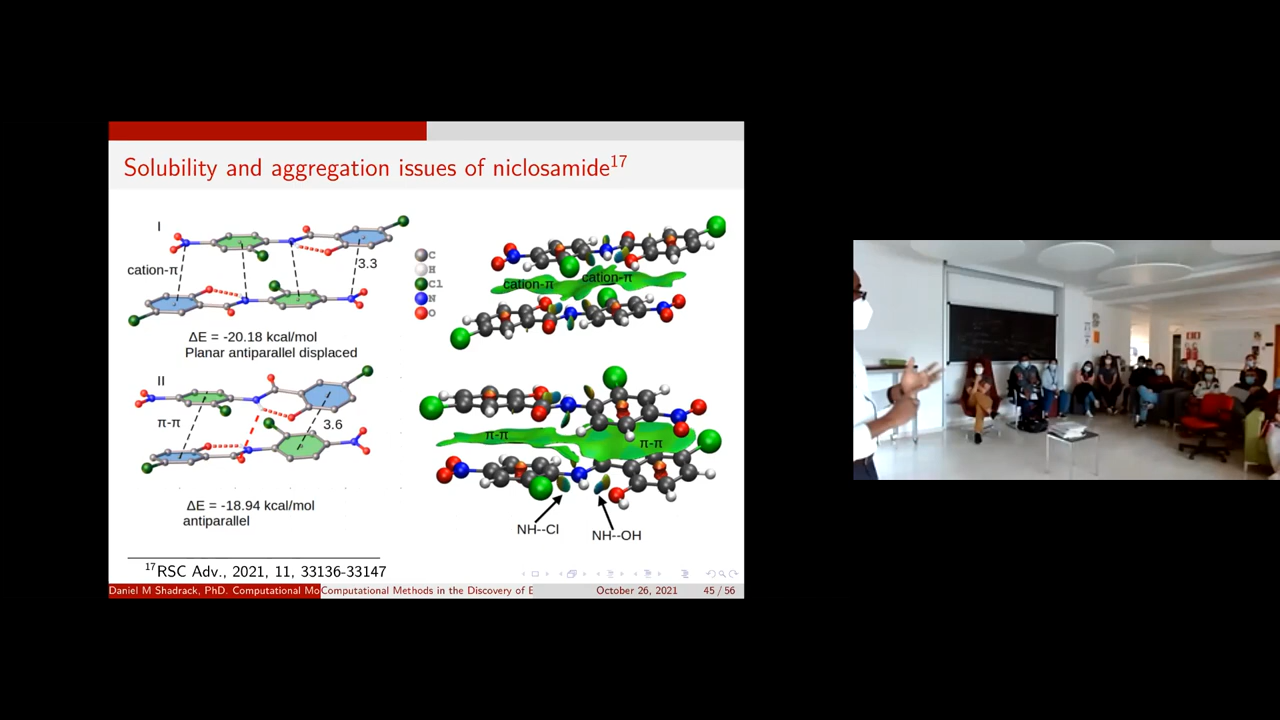 Solubility and aggregation issues of niclosamide17
I
cation-π
3.3
C
H
Cl
N
O
ΔE = -20.18 kcal/mol
Planar antiparallel displaced
II
π-π
3.6
ΔE = -18.94 kcal/mol
antiparallel
cation-π
cation-π
π-π
π-π
NH--Cl
NH--OH
17RSC Adv., 2021, 11, 33136-33147
Daniel M Shadrack, PhD. Computational Mo
Computational Methods in the Discovery of E
October 26, 2021
45 / 56